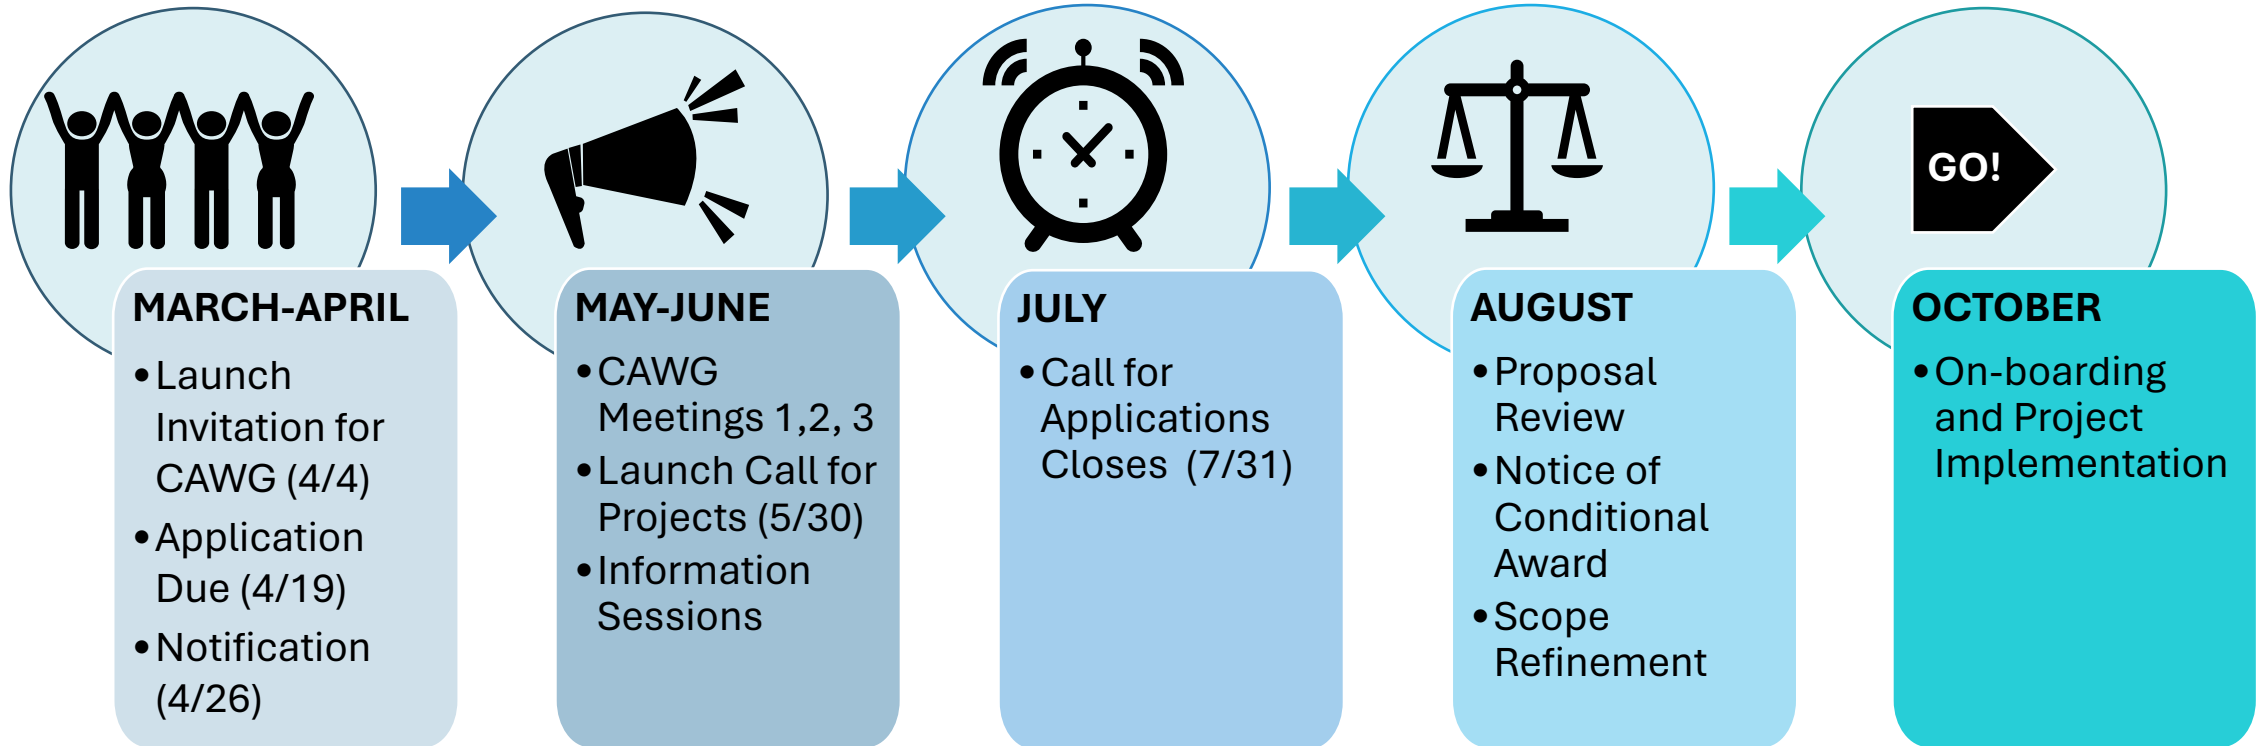 GO!
MARCH-APRIL
•Launch
Invitation for
CAWG (4/4)
•Application
Due (4/19)
•Notification
(4/26)
MAY-JUNE
•CAWG
Meetings 1,2, 3
•Launch Call for
Projects (5/30)
•Information
Sessions
JULY
•Call for
Applications
Closes  (7/31)
AUGUST
•Proposal
Review
•Notice of
Conditional
Award
•Scope
Refinement
OCTOBER
•On-boarding
and Project
Implementation